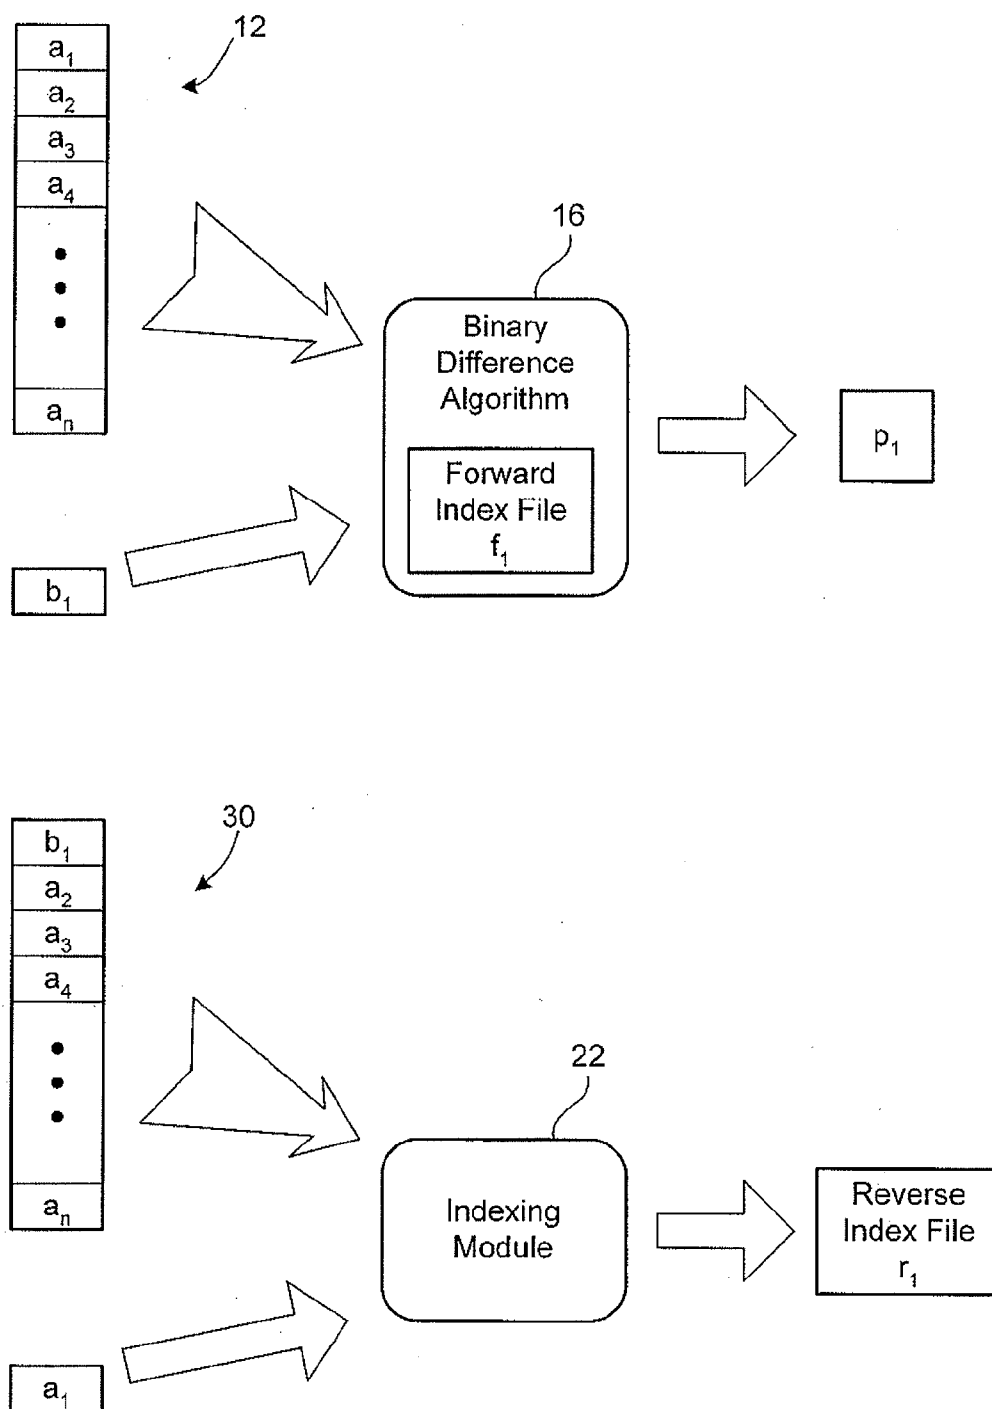 12
a₁
a₂
a₃
a₄
aₙ
b₁
16
Binary
Difference
Algorithm
Forward
Index File
f₁
p₁
30
b₁
a₂
a₃
a₄
aₙ
a₁
22
Indexing
Module
Reverse
Index File
r₁